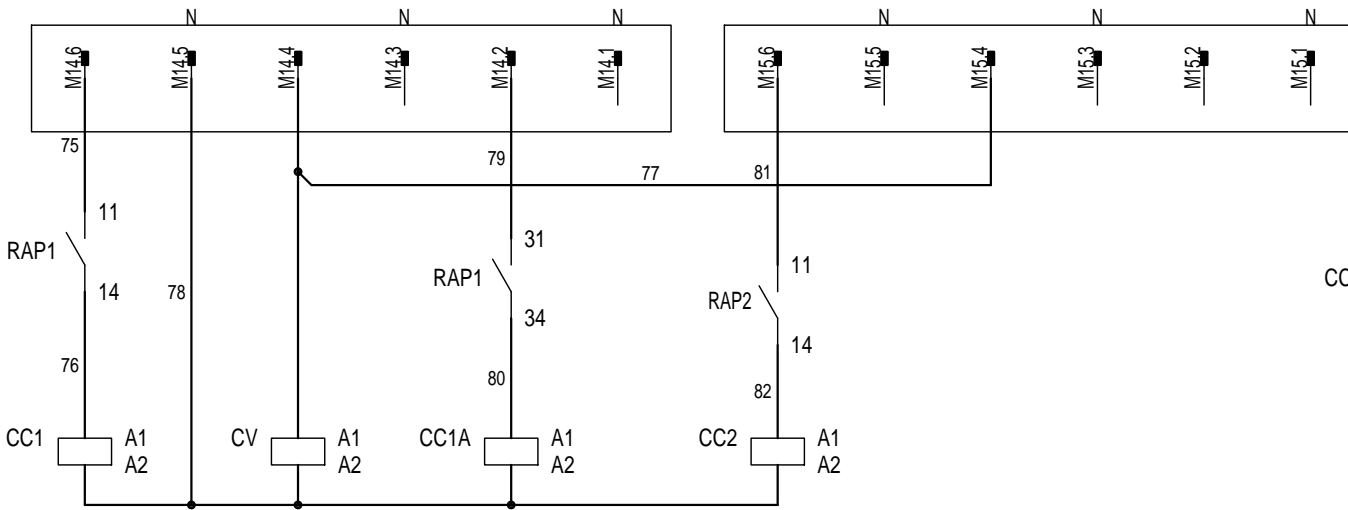 N N N N N N
M14.6 M14.5 M14.4 M14.3 M14.2 M14.1 M15.6 M15.5 M15.4 M15.3 M15.2 M15.1
75 79 77 81
11 31 11
RAP1 RAP1 RAP2 CC
14 78 34 14
76 80 82
CC1 A1 CV A1 CC1A A1 CC2 A1
A2 A2 A2 A2